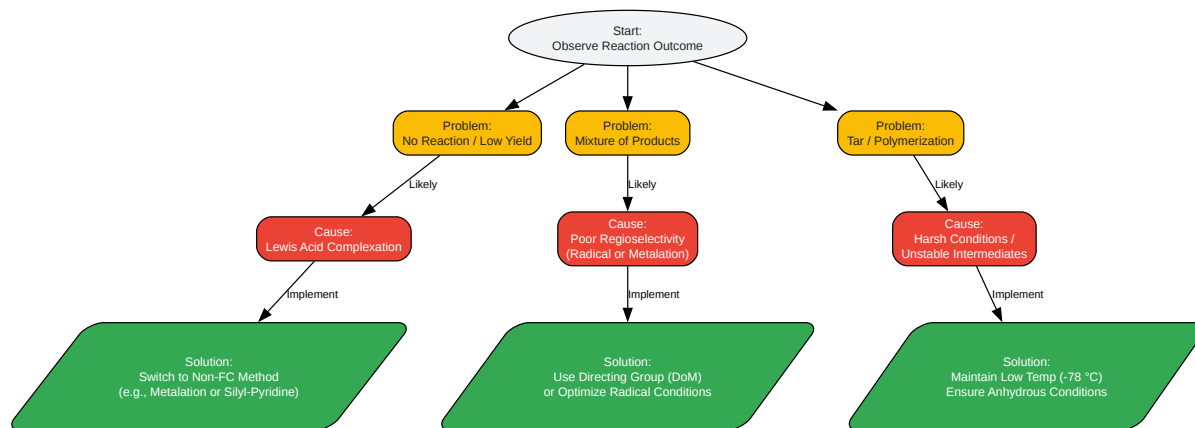 Start:
Observe Reaction Outcome
Problem:
No Reaction / Low Yield
Problem:
Mixture of Products
Problem:
Tar / Polymerization
Likely
Likely
Likely
Cause:
Lewis Acid Complexation
Cause:
Poor Regioselectivity
(Radical or Metalation)
Cause:
Harsh Conditions /
Unstable Intermediates
Implement
Implement
Implement
Solution:
Switch to Non-FC Method
(e.g., Metalation or Silyl-Pyridine)
Solution:
Use Directing Group (DoM)
or Optimize Radical Conditions
Solution:
Maintain Low Temp (-78 °C)
Ensure Anhydrous Conditions